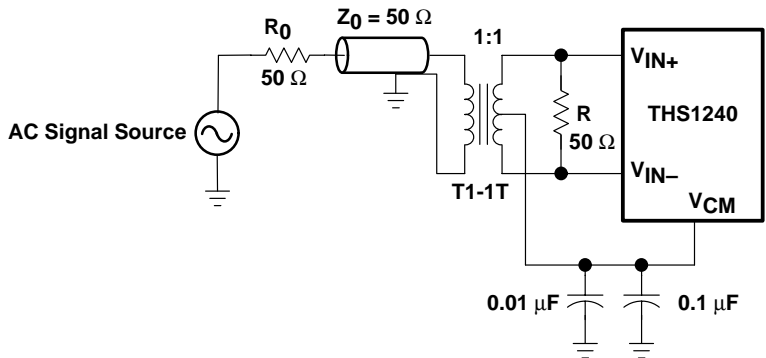 Z0 = 50 Ω
R0
50 Ω
1:1
VIN+
AC Signal Source
R
50 Ω
THS1240
T1-1T
VIN–
VCM
0.01 μF
0.1 μF